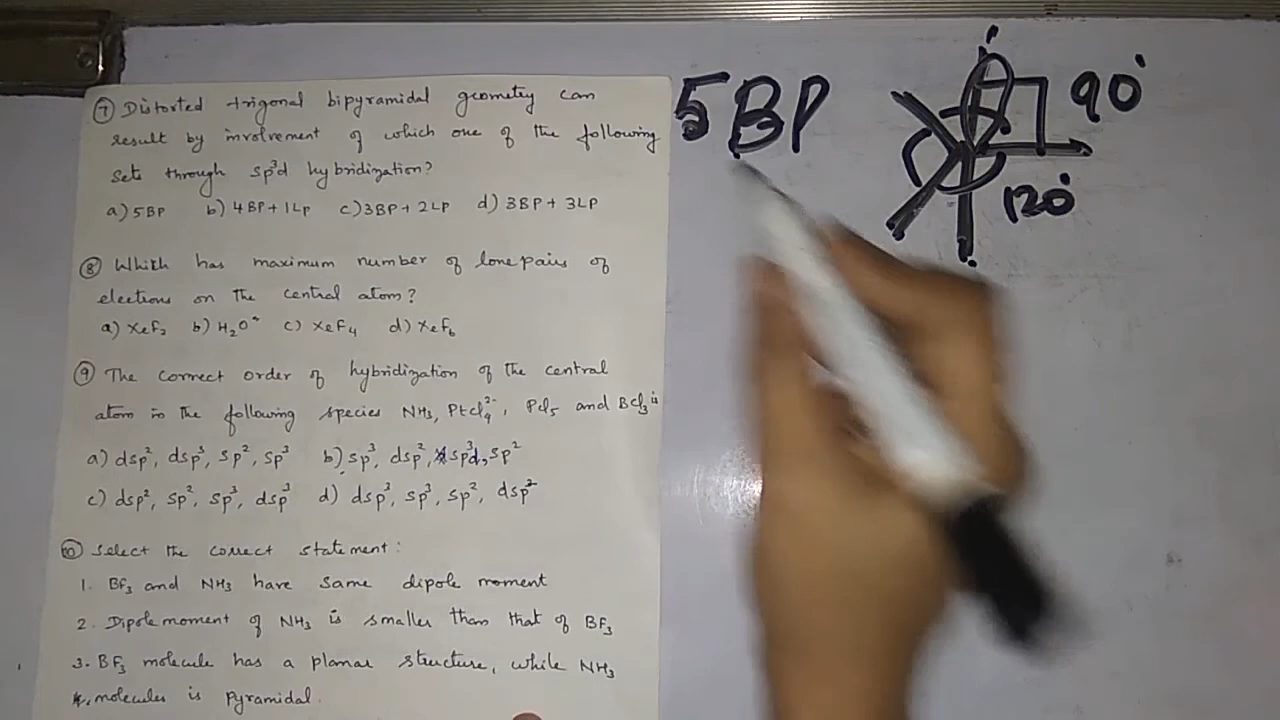 ⑦ Distorted trigonal bipyramidal geometry can
result by involvement of which one of the following
sets through sp³d hybridization?
a) 5BP b) 4BP + 1Lp c) 3BP + 2LP d) 3BP + 3LP
⑧ Which has maximum number of lone pairs of
electrons on the central atom?
a) XeF₂ b) H₂O c) XeF₄ d) XeF₆
⑨ The correct order of hybridization of the central
atom in the following species NH₃, PtCl₄²⁻, PCl₅ and BCl₃ is
a) dsp², dsp³, sp², sp³ b) sp³, dsp², sp³d, sp²
c) dsp², sp², sp³, dsp³ d) dsp³, sp³, sp², dsp²
⑩ Select the correct statement:
1. BF₃ and NH₃ have same dipole moment
2. Dipole moment of NH₃ is smaller than that of BF₃
3. BF₃ molecule has a planar structure, while NH₃
molecules is pyramidal.
5BP
90°
120°